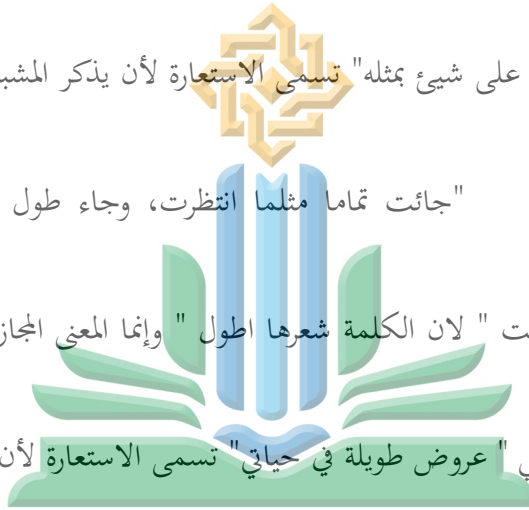 على شيئ بمثله" تسمى الاستعارة لأن يذكر المشب
"جائت تماما مثلما انتظرت، وجاء طول
ت " لان الكلمة شعرها اطول " وإنما المعنى المجاز
ي " عروض طويلة في حياتي" تسمى الاستعارة لأن